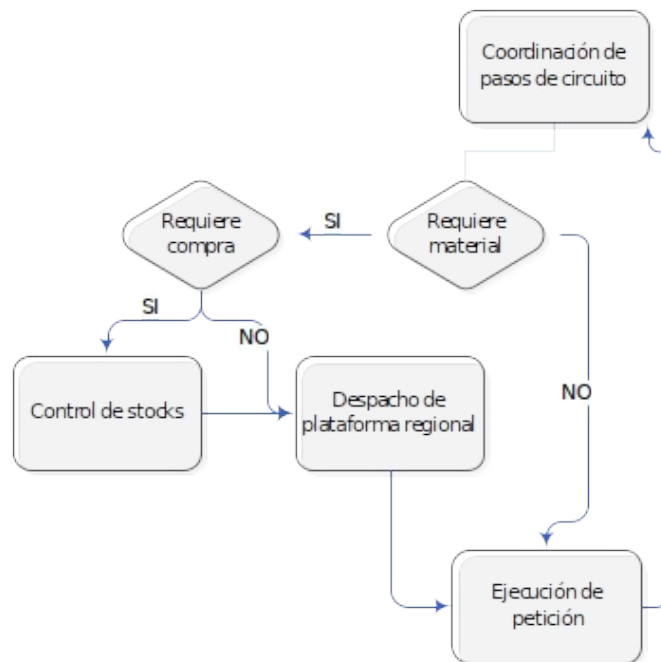 Coordinación de
pasos de circuito
Requiere
compra
SI
Requiere
material
SI
NO
NO
Control de stocks
Despacho de
plataforma regional
Ejecución de
petición